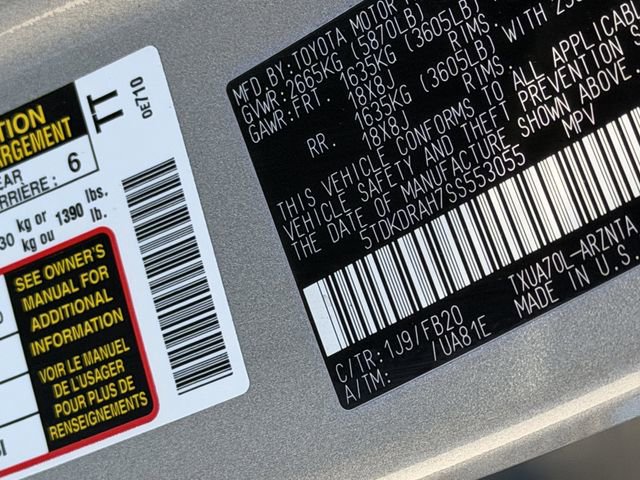 TION
ARGEMENT
TT
0E710
EAR
ARRIÈRE: 6
30 kg or 1390 lbs.
kg ou lb.
SEE OWNER'S
MANUAL FOR
ADDITIONAL
INFORMATION
VOIR LE MANUEL
DE L'USAGER
POUR PLUS DE
RENSEIGNEMENTS
MFD.BY:TOYOTA MOTOR
GVWR:2665KG (5870LB)
GAWR:FRT. 1635KG (3605LB)
18X8J RIMS.
RR. 1635KG (3605LB) WITH
18X8J RIMS.
THIS VEHICLE CONFORMS TO ALL APPLICABLE
VEHICLE SAFETY AND THEFT PREVENTION
THE DATE OF MANUFACTURE SHOWN ABOVE.
5TDKDRAH7SS553055 MPV
C/TR:1J9/FB20 TXUA70L-ARZNTA
A/TM: /UA81E MADE IN U.S.